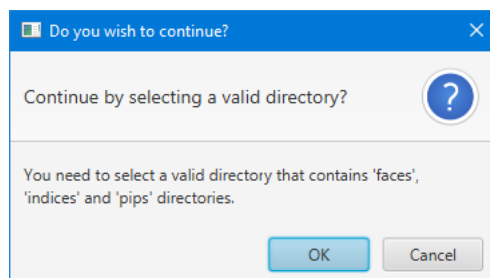 Do you wish to continue?
Continue by selecting a valid directory?
?
You need to select a valid directory that contains 'faces',
'indices' and 'pips' directories.
OK Cancel